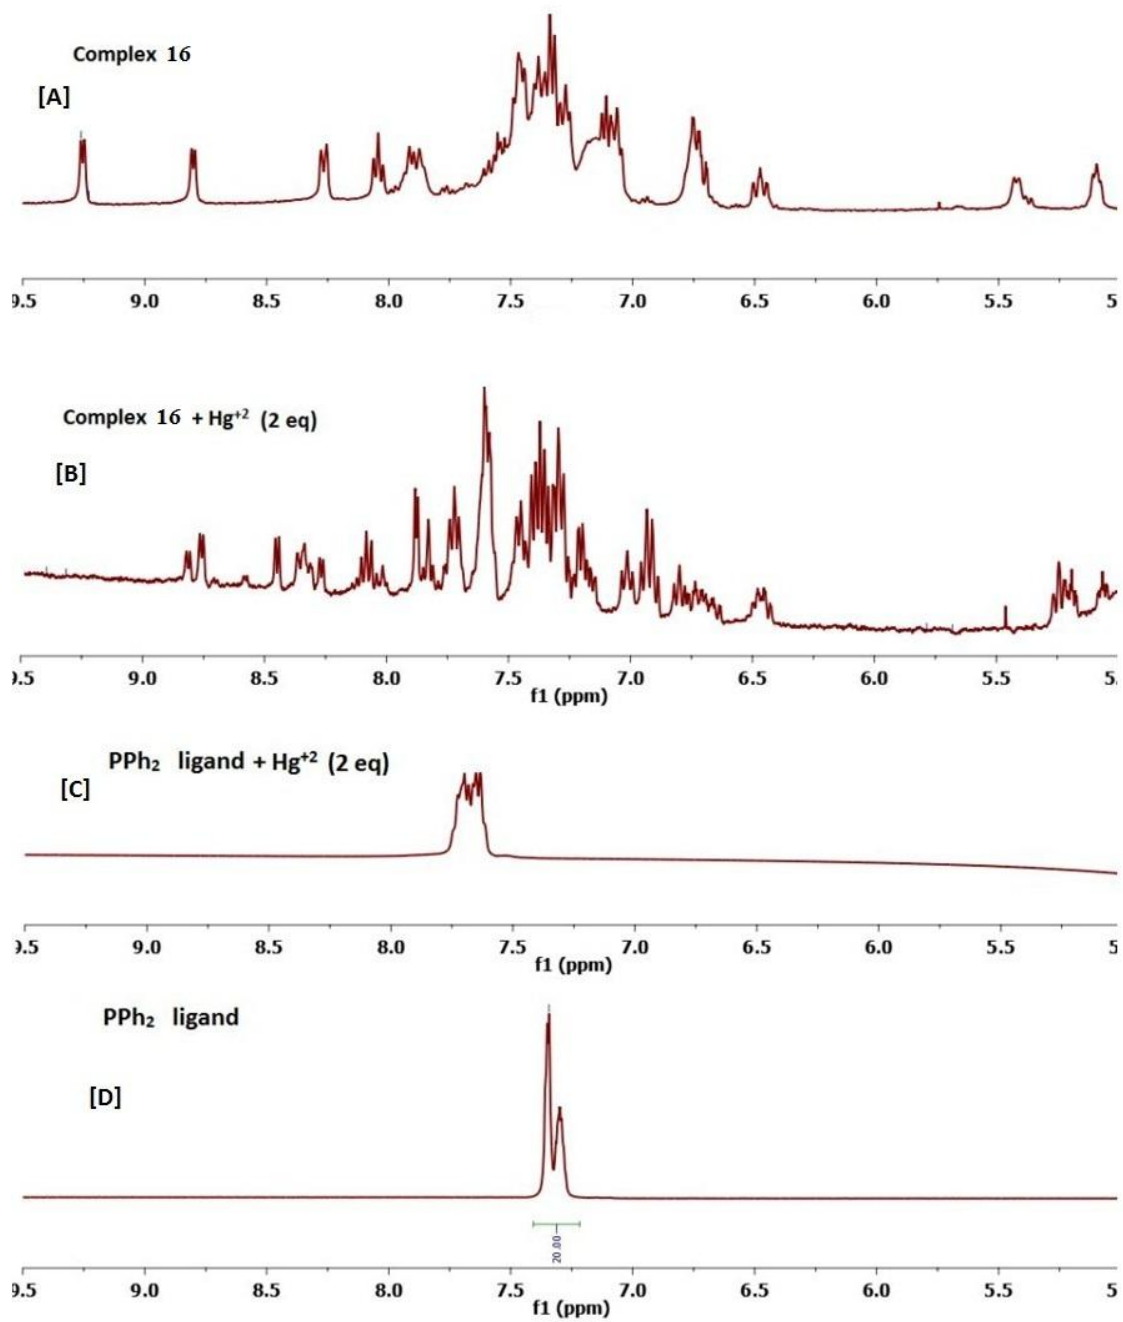 Complex 16
[A]
9.5 9.0 8.5 8.0 7.5 7.0 6.5 6.0 5.5 5
Complex 16 + Hg+2 (2 eq)
[B]
9.5 9.0 8.5 8.0 7.5 7.0 6.5 6.0 5.5 5.
f1 (ppm)
PPh2 ligand + Hg+2 (2 eq)
[C]
9.5 9.0 8.5 8.0 7.5 7.0 6.5 6.0 5.5 5
f1 (ppm)
PPh2 ligand
[D]
20.00
9.5 9.0 8.5 8.0 7.5 7.0 6.5 6.0 5.5 5
f1 (ppm)